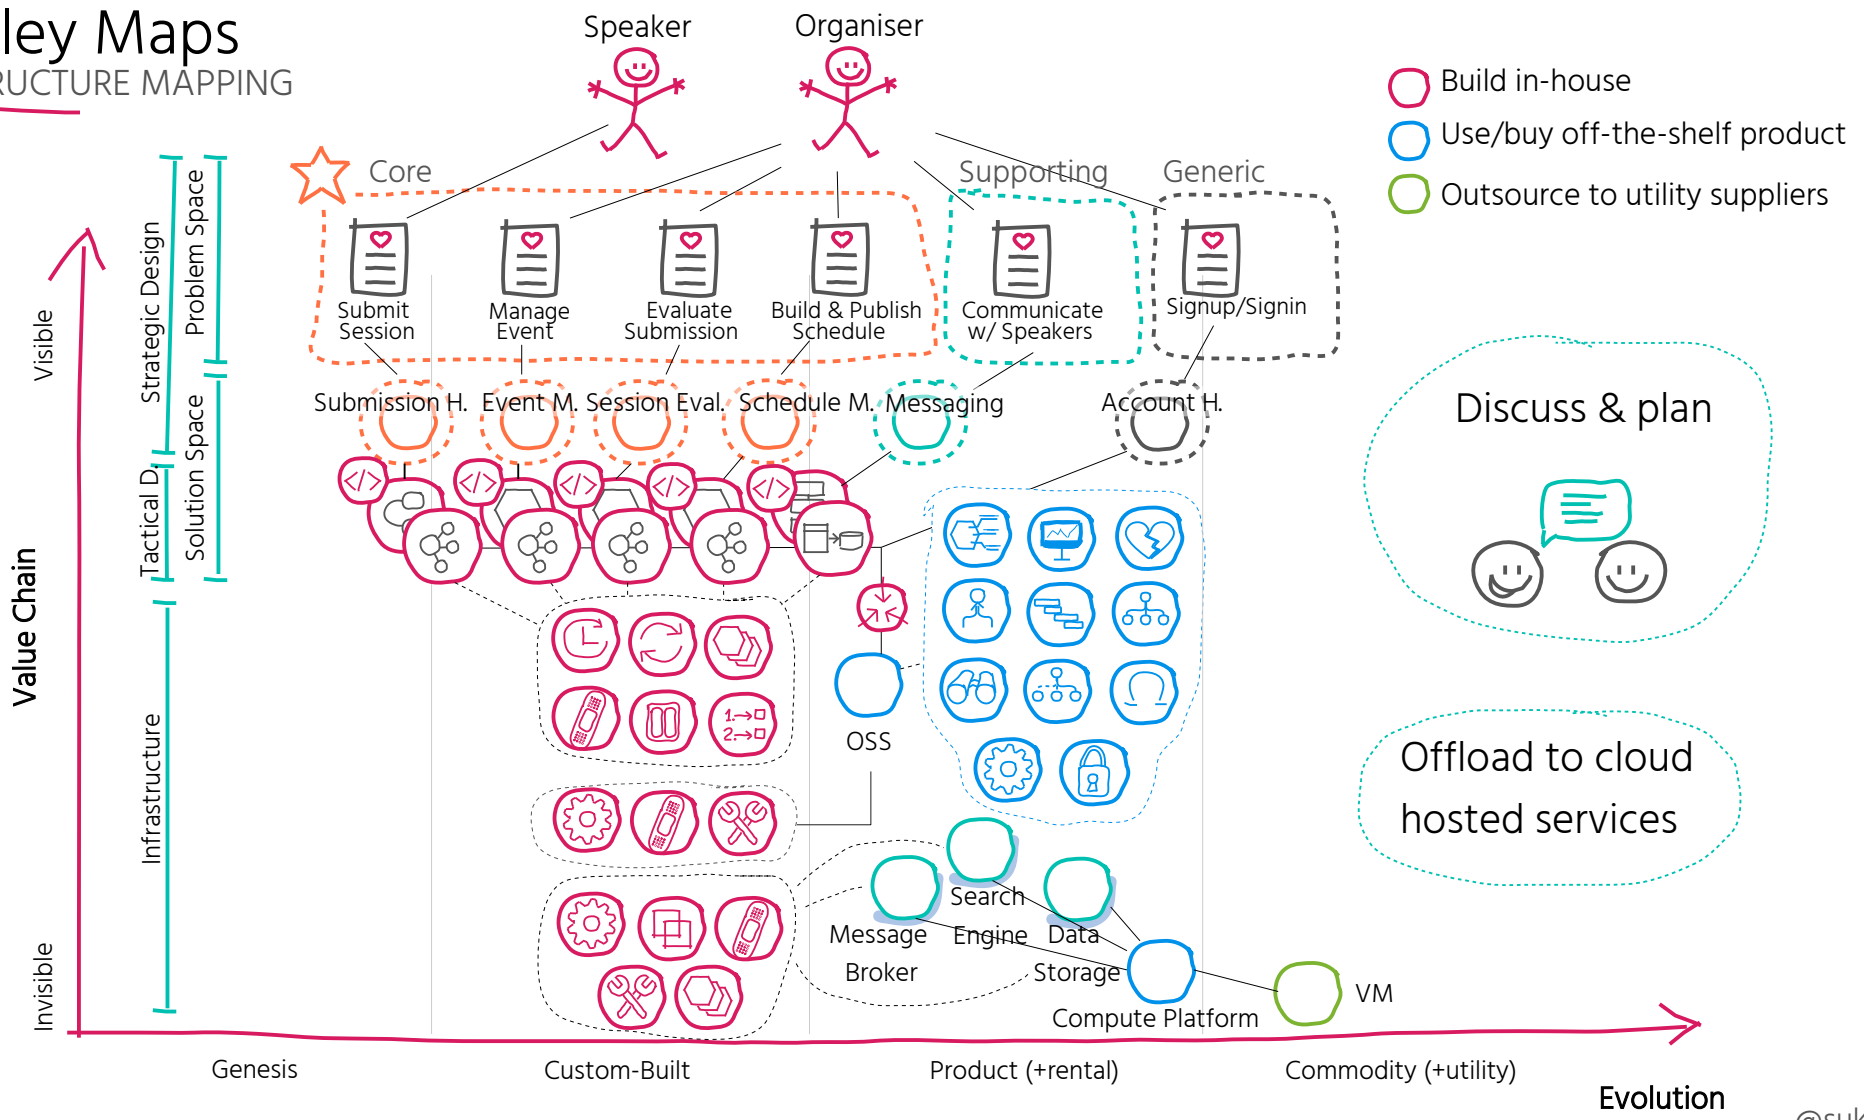 ley Maps
RUCTURE MAPPING
Speaker
Organiser
Build in-house
Use/buy off-the-shelf product
Outsource to utility suppliers
Core
Supporting
Generic
Submit
Session
Manage
Event
Evaluate
Submission
Build & Publish
Schedule
Communicate
w/ Speakers
Signup/Signin
Submission H.
Event M.
Session Eval.
Schedule M.
Messaging
Account H.
</>
</>
</>
</>
</>
Strategic Design
Problem Space
Tactical D.
Solution Space
Infrastructure
Visible
Value Chain
Invisible
1.→
2.→
OSS
Search
Engine
Message
Broker
Data
Storage
Compute Platform
VM
Discuss & plan
Offload to cloud
hosted services
Genesis
Custom-Built
Product (+rental)
Commodity (+utility)
Evolution
@suk